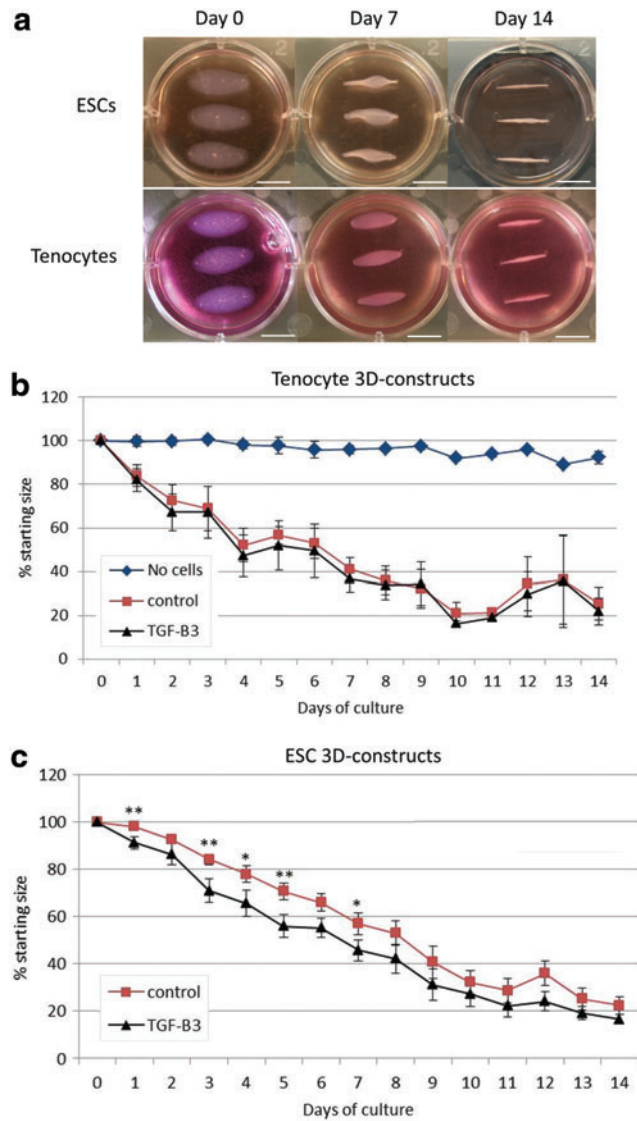 a
Day 0 Day 7 Day 14
ESCs
Tenocytes
b
Tenocyte 3D-constructs
120
100
80
60
40
20
0
% starting size
No cells
control
TGF-B3
0 1 2 3 4 5 6 7 8 9 10 11 12 13 14
Days of culture
c
ESC 3D-constructs
120
100
80
60
40
20
0
% starting size
** ** * ** *
control
TGF-B3
0 1 2 3 4 5 6 7 8 9 10 11 12 13 14
Days of culture